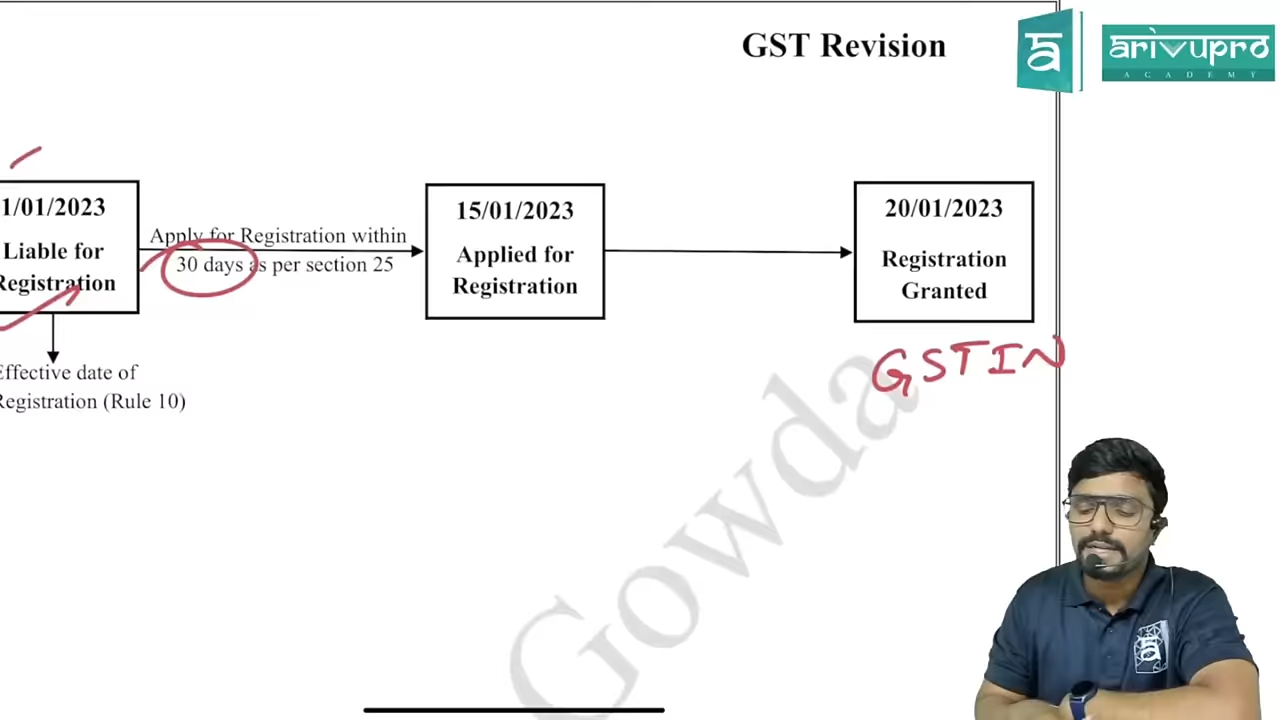 GST Revision
ā
arivupro
ACADEMY
1/01/2023
Liable for
Registration
Apply for Registration within
30 days as per section 25
15/01/2023
Applied for
Registration
20/01/2023
Registration
Granted
GSTIN
Effective date of
Registration (Rule 10)
Gowda
ā